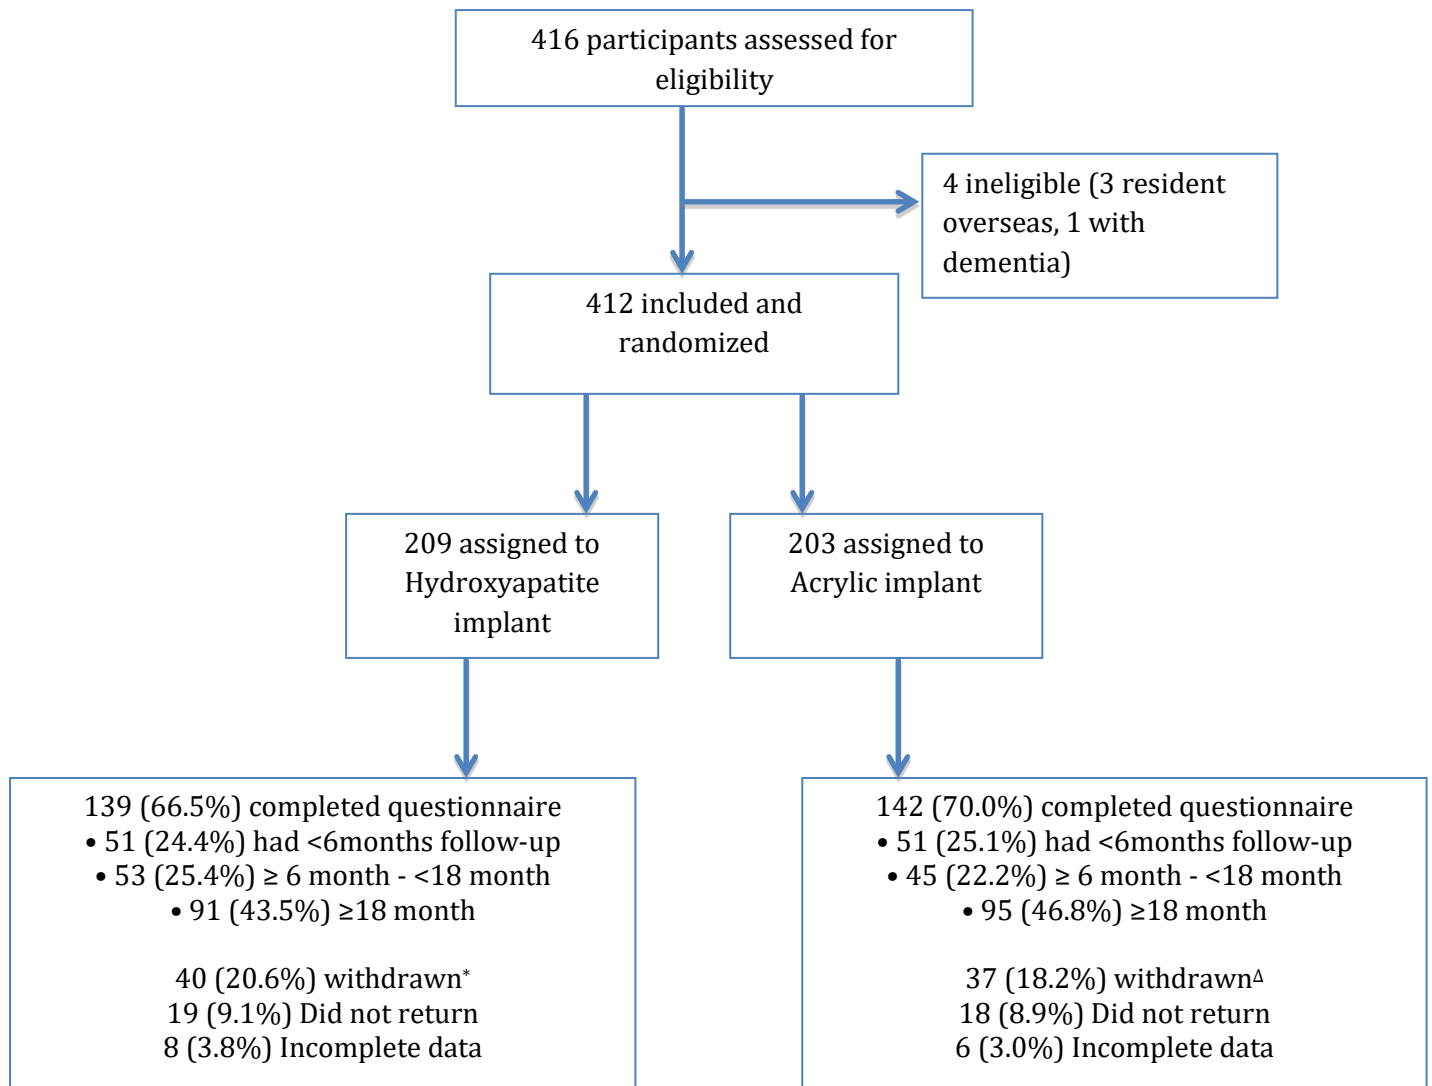 416 participants assessed for
eligibility
4 ineligible (3 resident
overseas, 1 with
dementia)
412 included and
randomized
209 assigned to
Hydroxyapatite
implant
203 assigned to
Acrylic implant
139 (66.5%) completed questionnaire
• 51 (24.4%) had <6months follow-up
• 53 (25.4%) ≥ 6 month - <18 month
• 91 (43.5%) ≥18 month
40 (20.6%) withdrawn*
19 (9.1%) Did not return
8 (3.8%) Incomplete data
142 (70.0%) completed questionnaire
• 51 (25.1%) had <6months follow-up
• 45 (22.2%) ≥ 6 month - <18 month
• 95 (46.8%) ≥18 month
37 (18.2%) withdrawnΔ
18 (8.9%) Did not return
6 (3.0%) Incomplete data